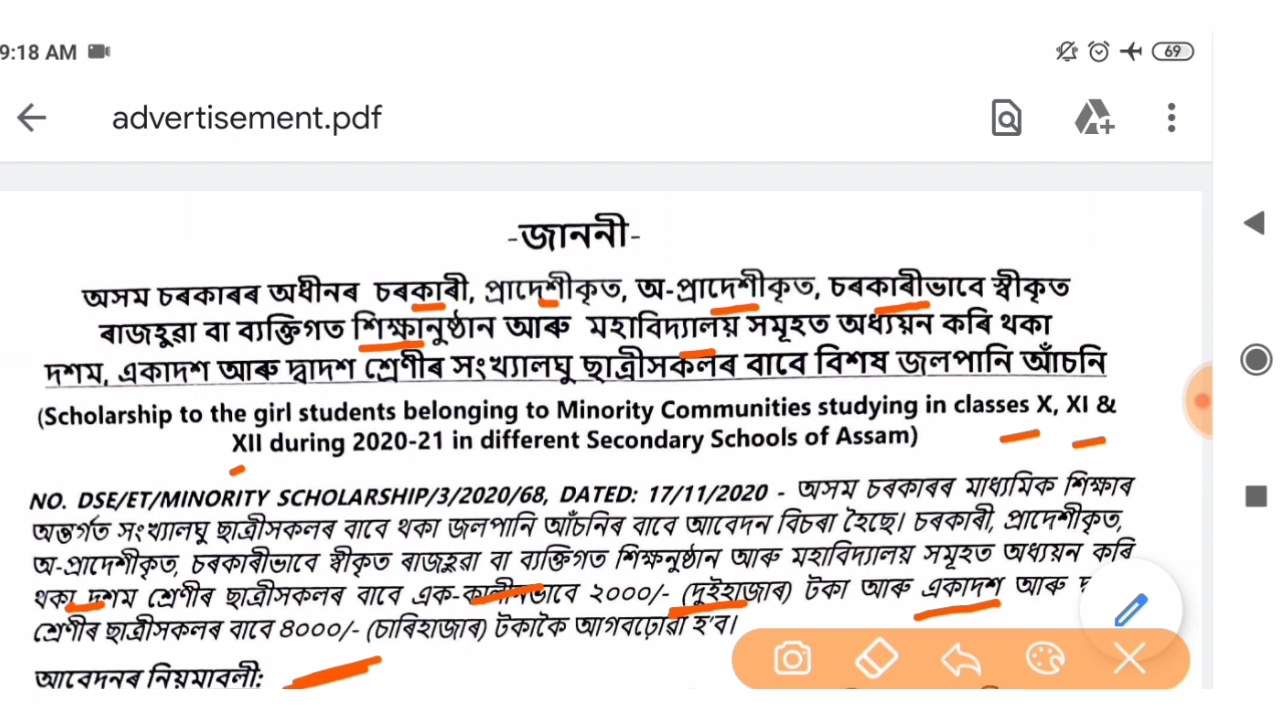 9:18 AM
69
advertisement.pdf
-জাননী-
অসম চৰকাৰৰ অধীনৰ চৰকাৰী, প্ৰাদেশীকৃত, অ-প্ৰাদেশীকৃত, চৰকাৰীভাবে স্বীকৃত
ৰাজহুৱা বা ব্যক্তিগত শিক্ষানুষ্ঠান আৰু মহাবিদ্যালয় সমূহত অধ্যয়ন কৰি থকা
দশম, একাদশ আৰু দ্বাদশ শ্ৰেণীৰ সংখ্যালঘু ছাত্ৰীসকলৰ বাবে বিশষ জলপানি আঁচনি
(Scholarship to the girl students belonging to Minority Communities studying in classes X, XI &
XII during 2020-21 in different Secondary Schools of Assam)
NO. DSE/ET/MINORITY SCHOLARSHIP/3/2020/68, DATED: 17/11/2020 - অসম চৰকাৰৰ মাধ্যমিক শিক্ষাৰ
অন্তৰ্গত সংখ্যালঘু ছাত্ৰীসকলৰ বাবে থকা জলপানি আঁচনিৰ বাবে আবেদন বিচৰা হৈছে। চৰকাৰী, প্ৰাদেশীকৃত,
অ-প্ৰাদেশীকৃত, চৰকাৰীভাবে স্বীকৃত ৰাজহুৱা বা ব্যক্তিগত শিক্ষনুষ্ঠান আৰু মহাবিদ্যালয় সমূহত অধ্যয়ন কৰি
থকা দশম শ্ৰেণীৰ ছাত্ৰীসকলৰ বাবে এক-কালীনভাবে ২০০০/- (দুইহাজাৰ) টকা আৰু একাদশ আৰু
শ্ৰেণীৰ ছাত্ৰীসকলৰ বাবে ৪০০০/- (চাৰিহাজাৰ) টকাকৈ আগবঢ়োৱা হ'ব।
আবেদনৰ নিয়মাবলী: